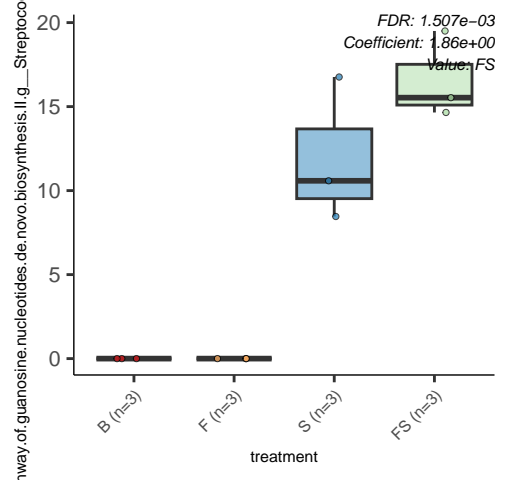 FDR: 1.507e−03
Coefficient: 1.86e+00
Value: FS
nway.of.guanosine.nucleotides.de.novo.biosynthesis.II.g__Streptoco
20
15
10
5
0
B (n=3)
F (n=3)
S (n=3)
FS (n=3)
treatment